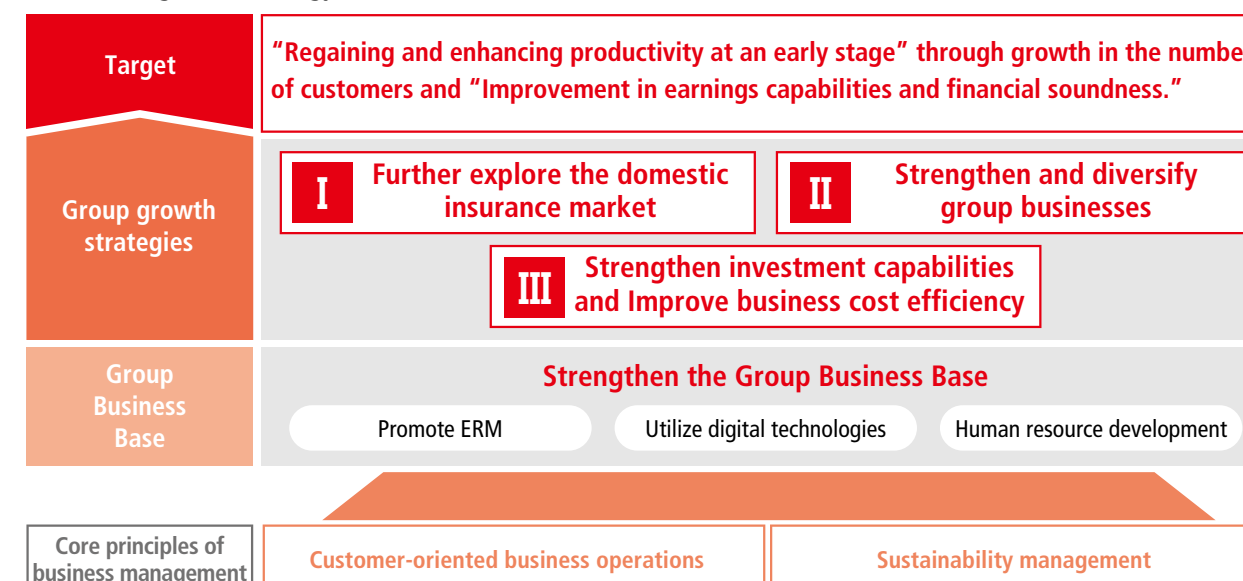 Target
“Regaining and enhancing productivity at an early stage” through growth in the numbe
of customers and “Improvement in earnings capabilities and financial soundness.”
Group growth
strategies
I
Further explore the domestic
insurance market
II
Strengthen and diversify
group businesses
III
Strengthen investment capabilities
and Improve business cost efficiency
Group
Business
Base
Strengthen the Group Business Base
Promote ERM
Utilize digital technologies
Human resource development
Core principles of
business management
Customer-oriented business operations
Sustainability management